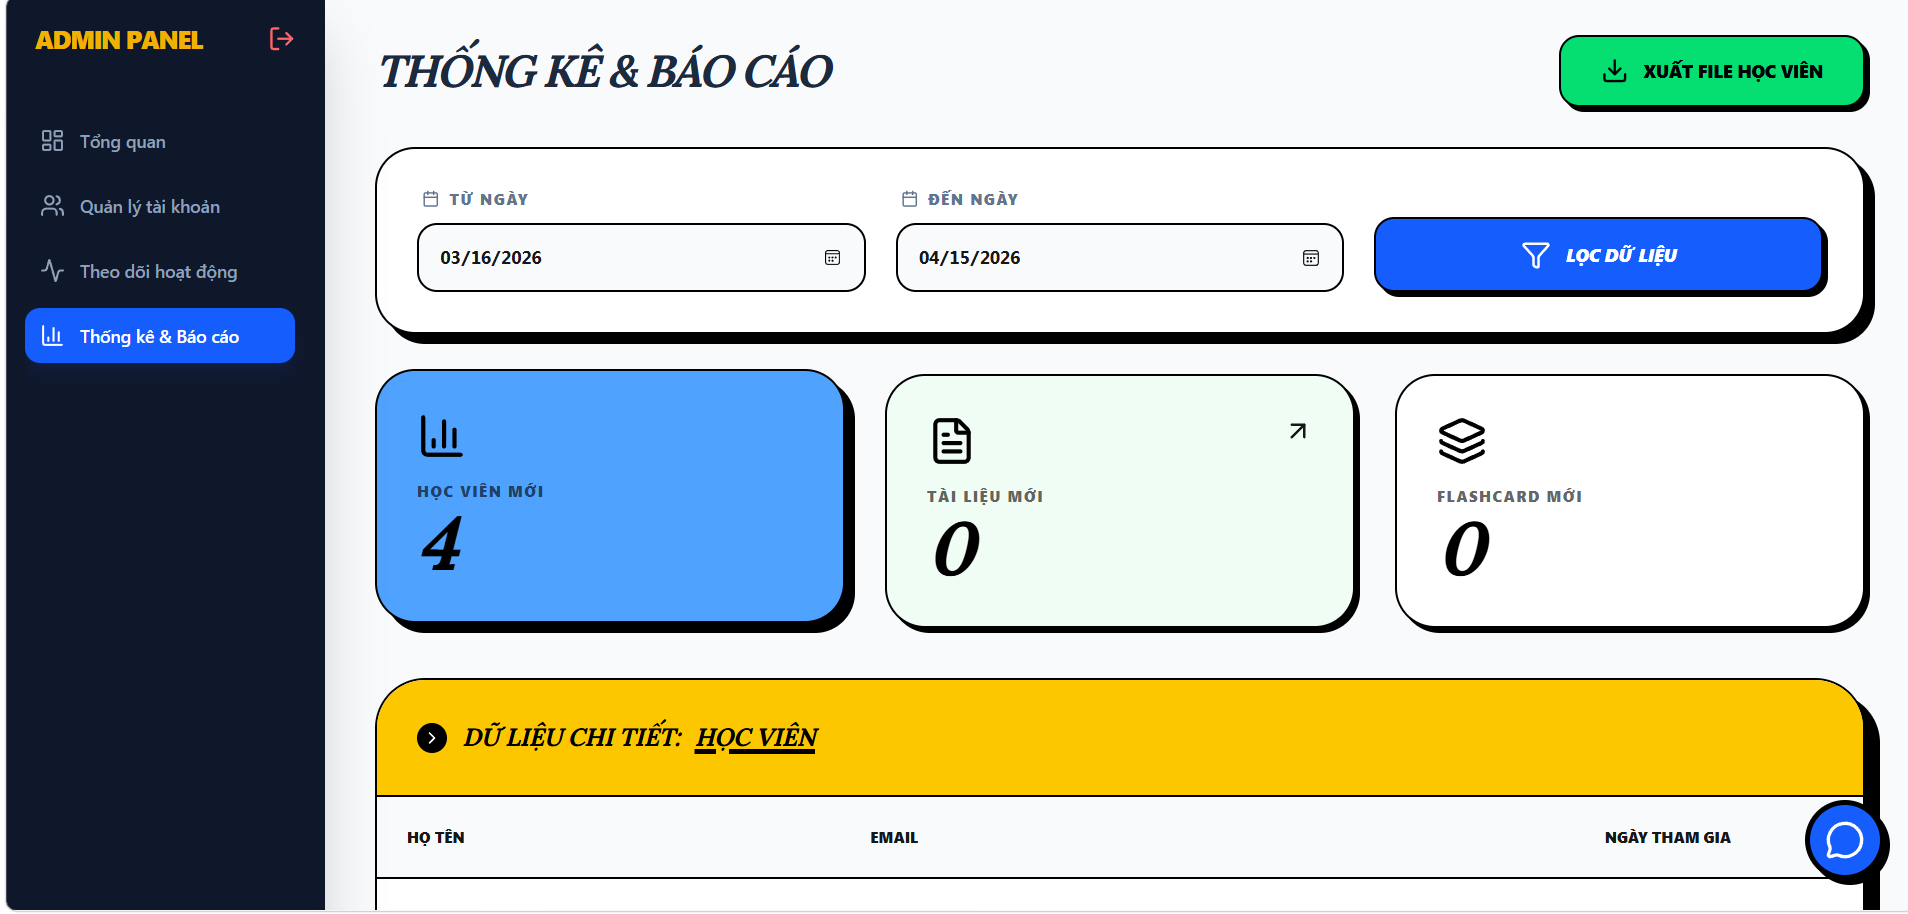 ADMIN PANEL
Tổng quan
Quản lý tài khoản
Theo dõi hoạt động
Thống kê & Báo cáo
THỐNG KÊ & BÁO CÁO
XUẤT FILE HỌC VIÊN
TỪ NGÀY
03/16/2026
ĐẾN NGÀY
04/15/2026
LỌC DỮ LIỆU
HỌC VIÊN MỚI
4
TÀI LIỆU MỚI
0
FLASHCARD MỚI
0
DỮ LIỆU CHI TIẾT: HỌC VIÊN
HỌ TÊN EMAIL NGÀY THAM GIA